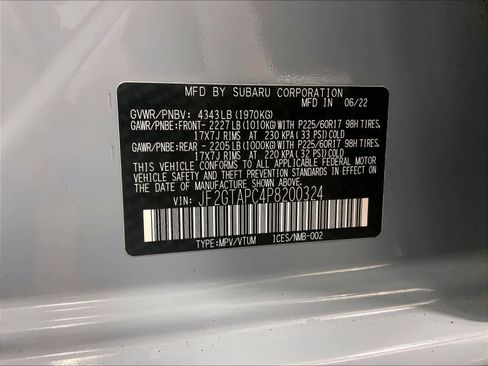 MFD. BY SUBARU CORPORATION
MFD. IN 06/22
GVWR/PNBV: 4343LB(1970KG)
GAWR/PNBE:FRONT- 2227LB(1010KG)WITH P225/60R17 98H TIRES,
17X7J RIMS AT 230 KPA(33 PSI)COLD
GAWR/PNBE:REAR - 2205LB(1000KG)WITH P225/60R17 98H TIRES,
17X7J RIMS AT 220 KPA(32 PSI)COLD
THIS VEHICLE CONFORMS TO ALL APPLICABLE FEDERAL MOTOR
VEHICLE SAFETY STANDARDS IN EFFECT ON THE DATE OF
MANUFACTURE SHOWN ABOVE.
VIN: JF2GTAPC4P8200324
TYPE:MPV/VTUM ICES/NMB-002